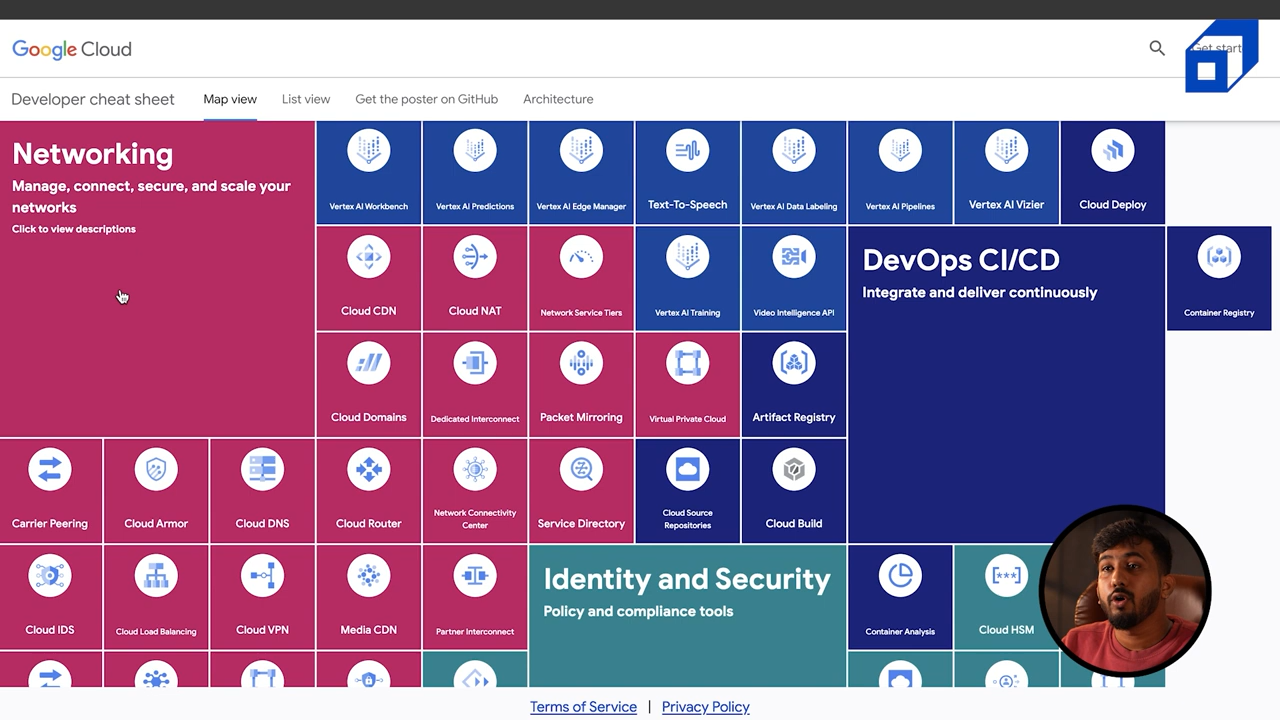 Google Cloud
Get start
Developer cheat sheet
Map view
List view
Get the poster on GitHub
Architecture
Networking
Manage, connect, secure, and scale your
networks
Click to view descriptions
Vertex AI Workbench
Vertex AI Predictions
Vertex AI Edge Manager
Text-To-Speech
Vertex AI Data Labeling
Vertex AI Pipelines
Vertex AI Vizier
Cloud Deploy
Cloud CDN
Cloud NAT
Network Service Tiers
Vertex AI Training
Video Intelligence API
DevOps CI/CD
Integrate and deliver continuously
Container Registry
Cloud Domains
Dedicated Interconnect
Packet Mirroring
Virtual Private Cloud
Artifact Registry
Carrier Peering
Cloud Armor
Cloud DNS
Cloud Router
Network Connectivity
Center
Service Directory
Cloud Source
Repositories
Cloud Build
Cloud IDS
Cloud Load Balancing
Cloud VPN
Media CDN
Partner Interconnect
Identity and Security
Policy and compliance tools
Container Analysis
Cloud HSM
Terms of Service | Privacy Policy